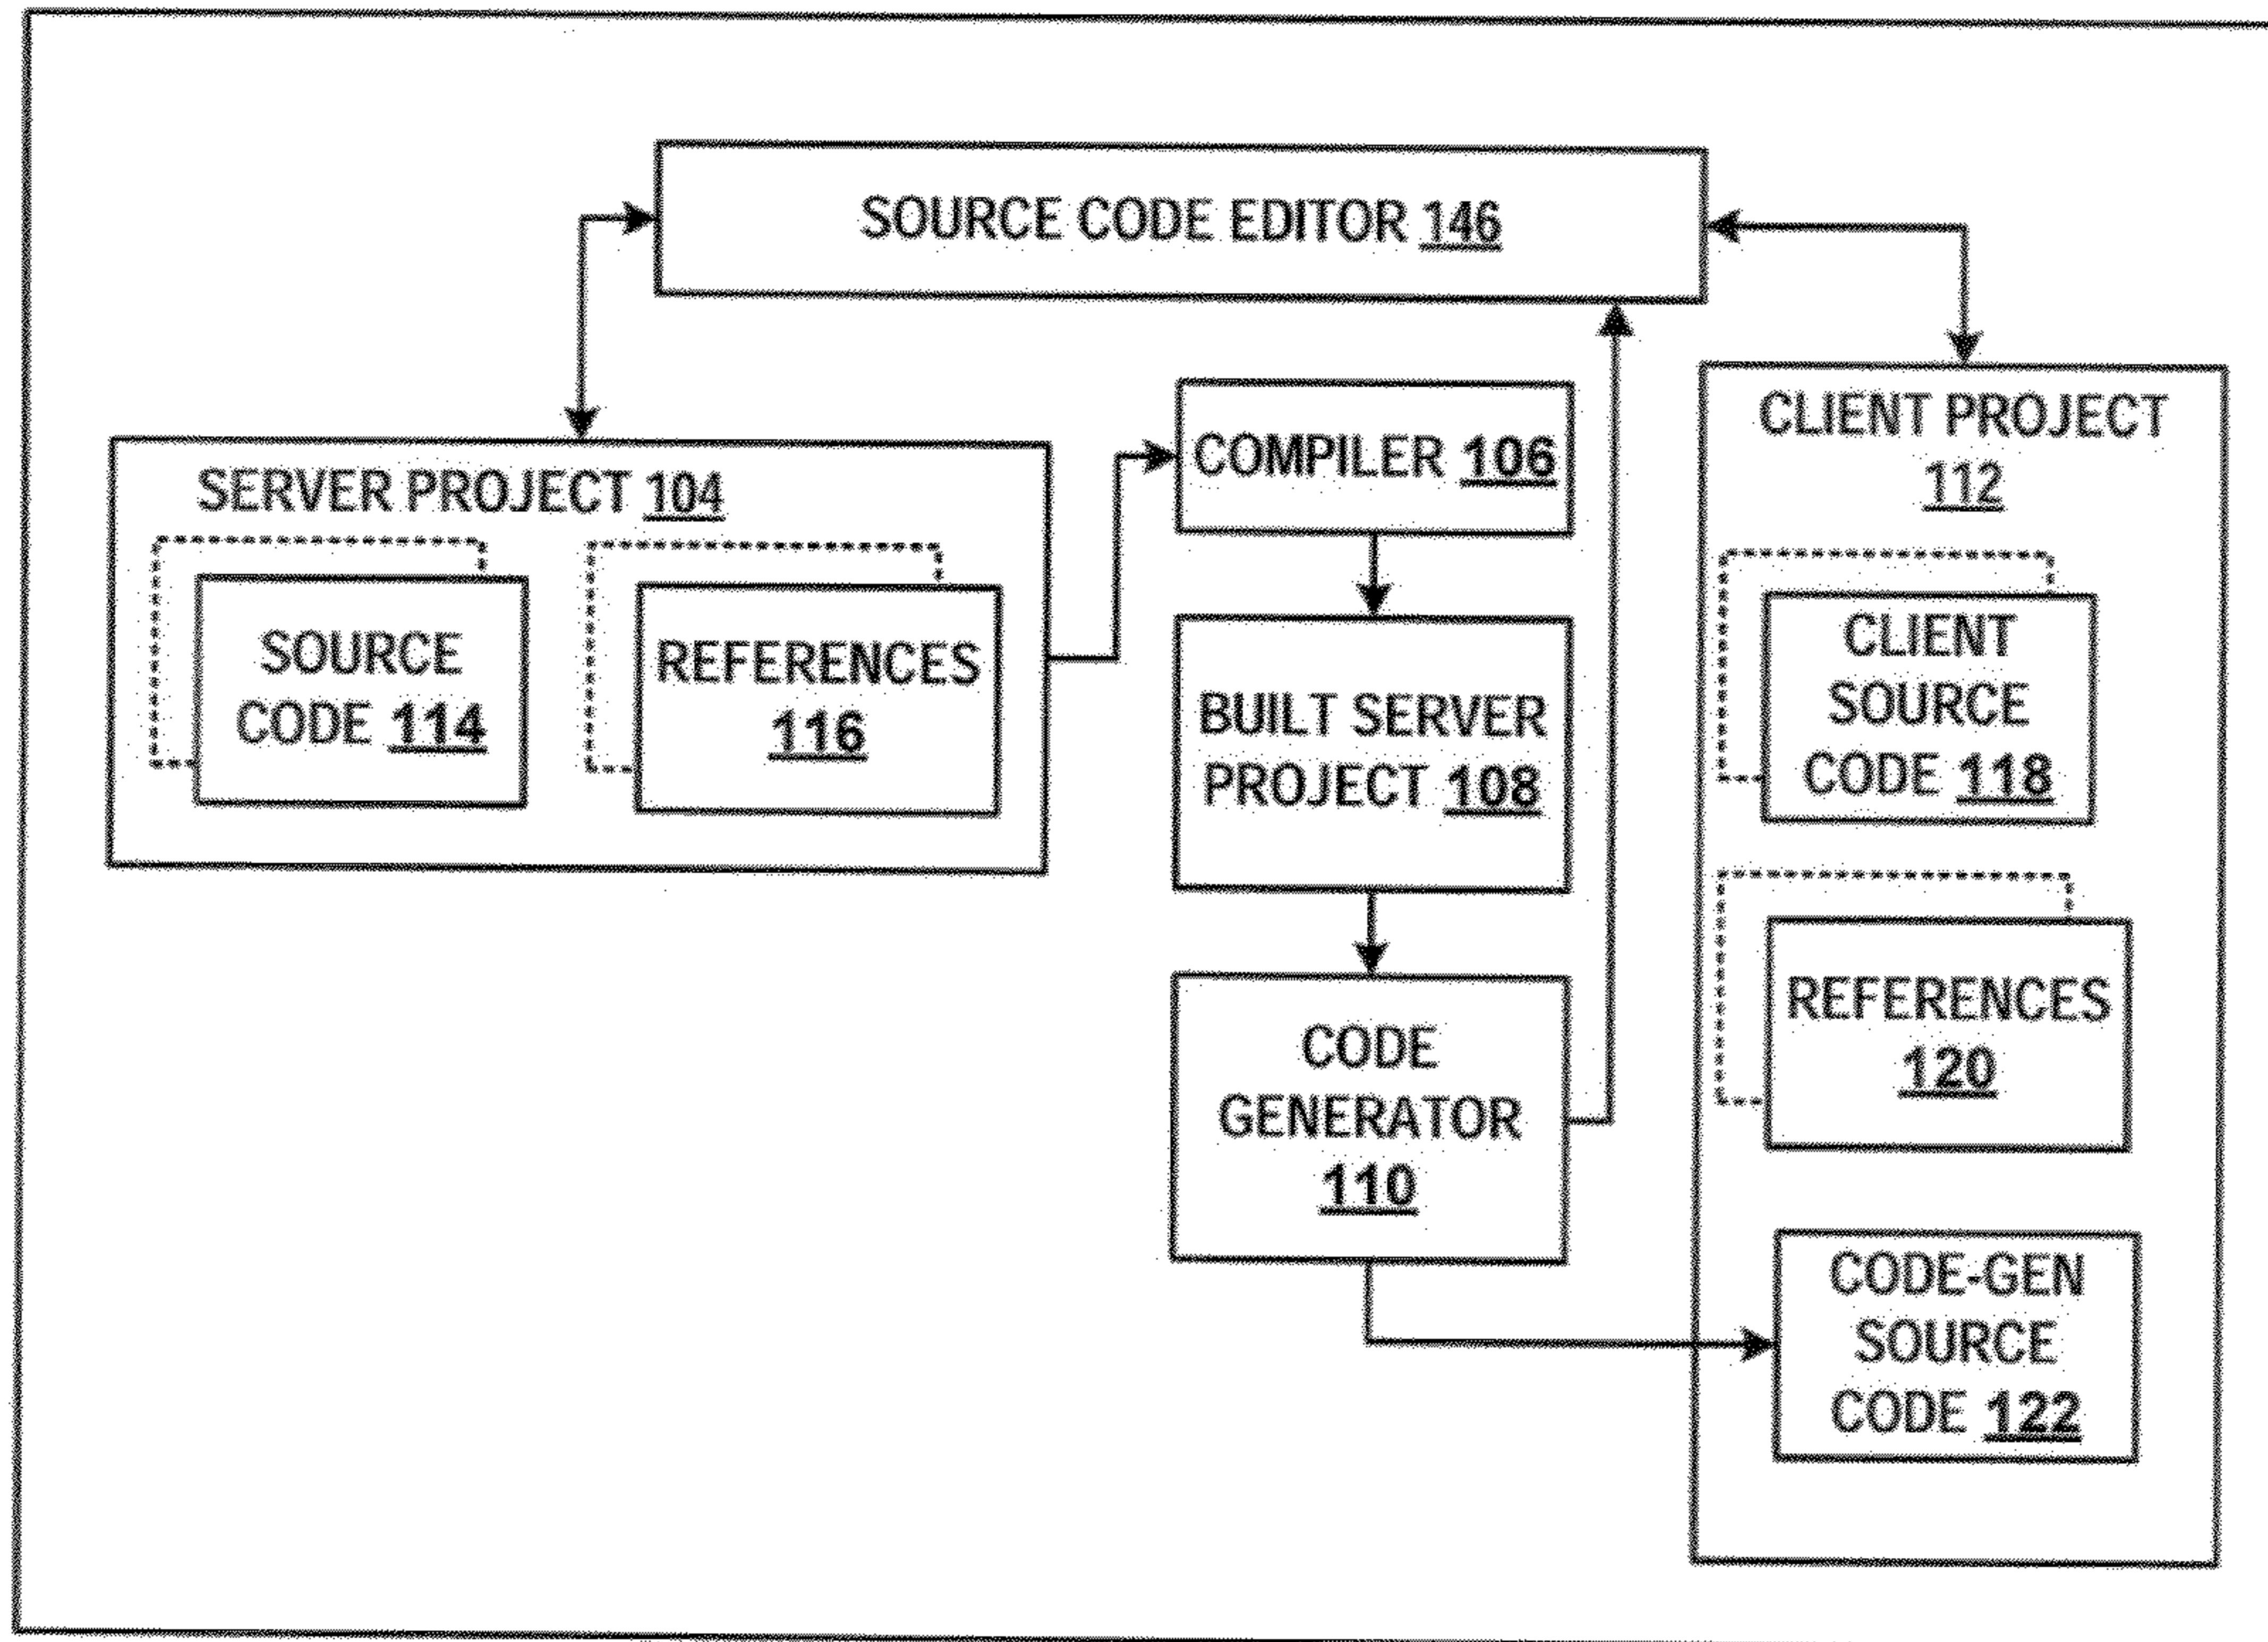 SOURCE CODE EDITOR 146
SERVER PROJECT 104
SOURCE
CODE 114
REFERENCES
116
COMPILER 106
BUILT SERVER
PROJECT 108
CODE
GENERATOR
110
CLIENT PROJECT
112
CLIENT
SOURCE
CODE 118
REFERENCES
120
CODE-GEN
SOURCE
CODE 122